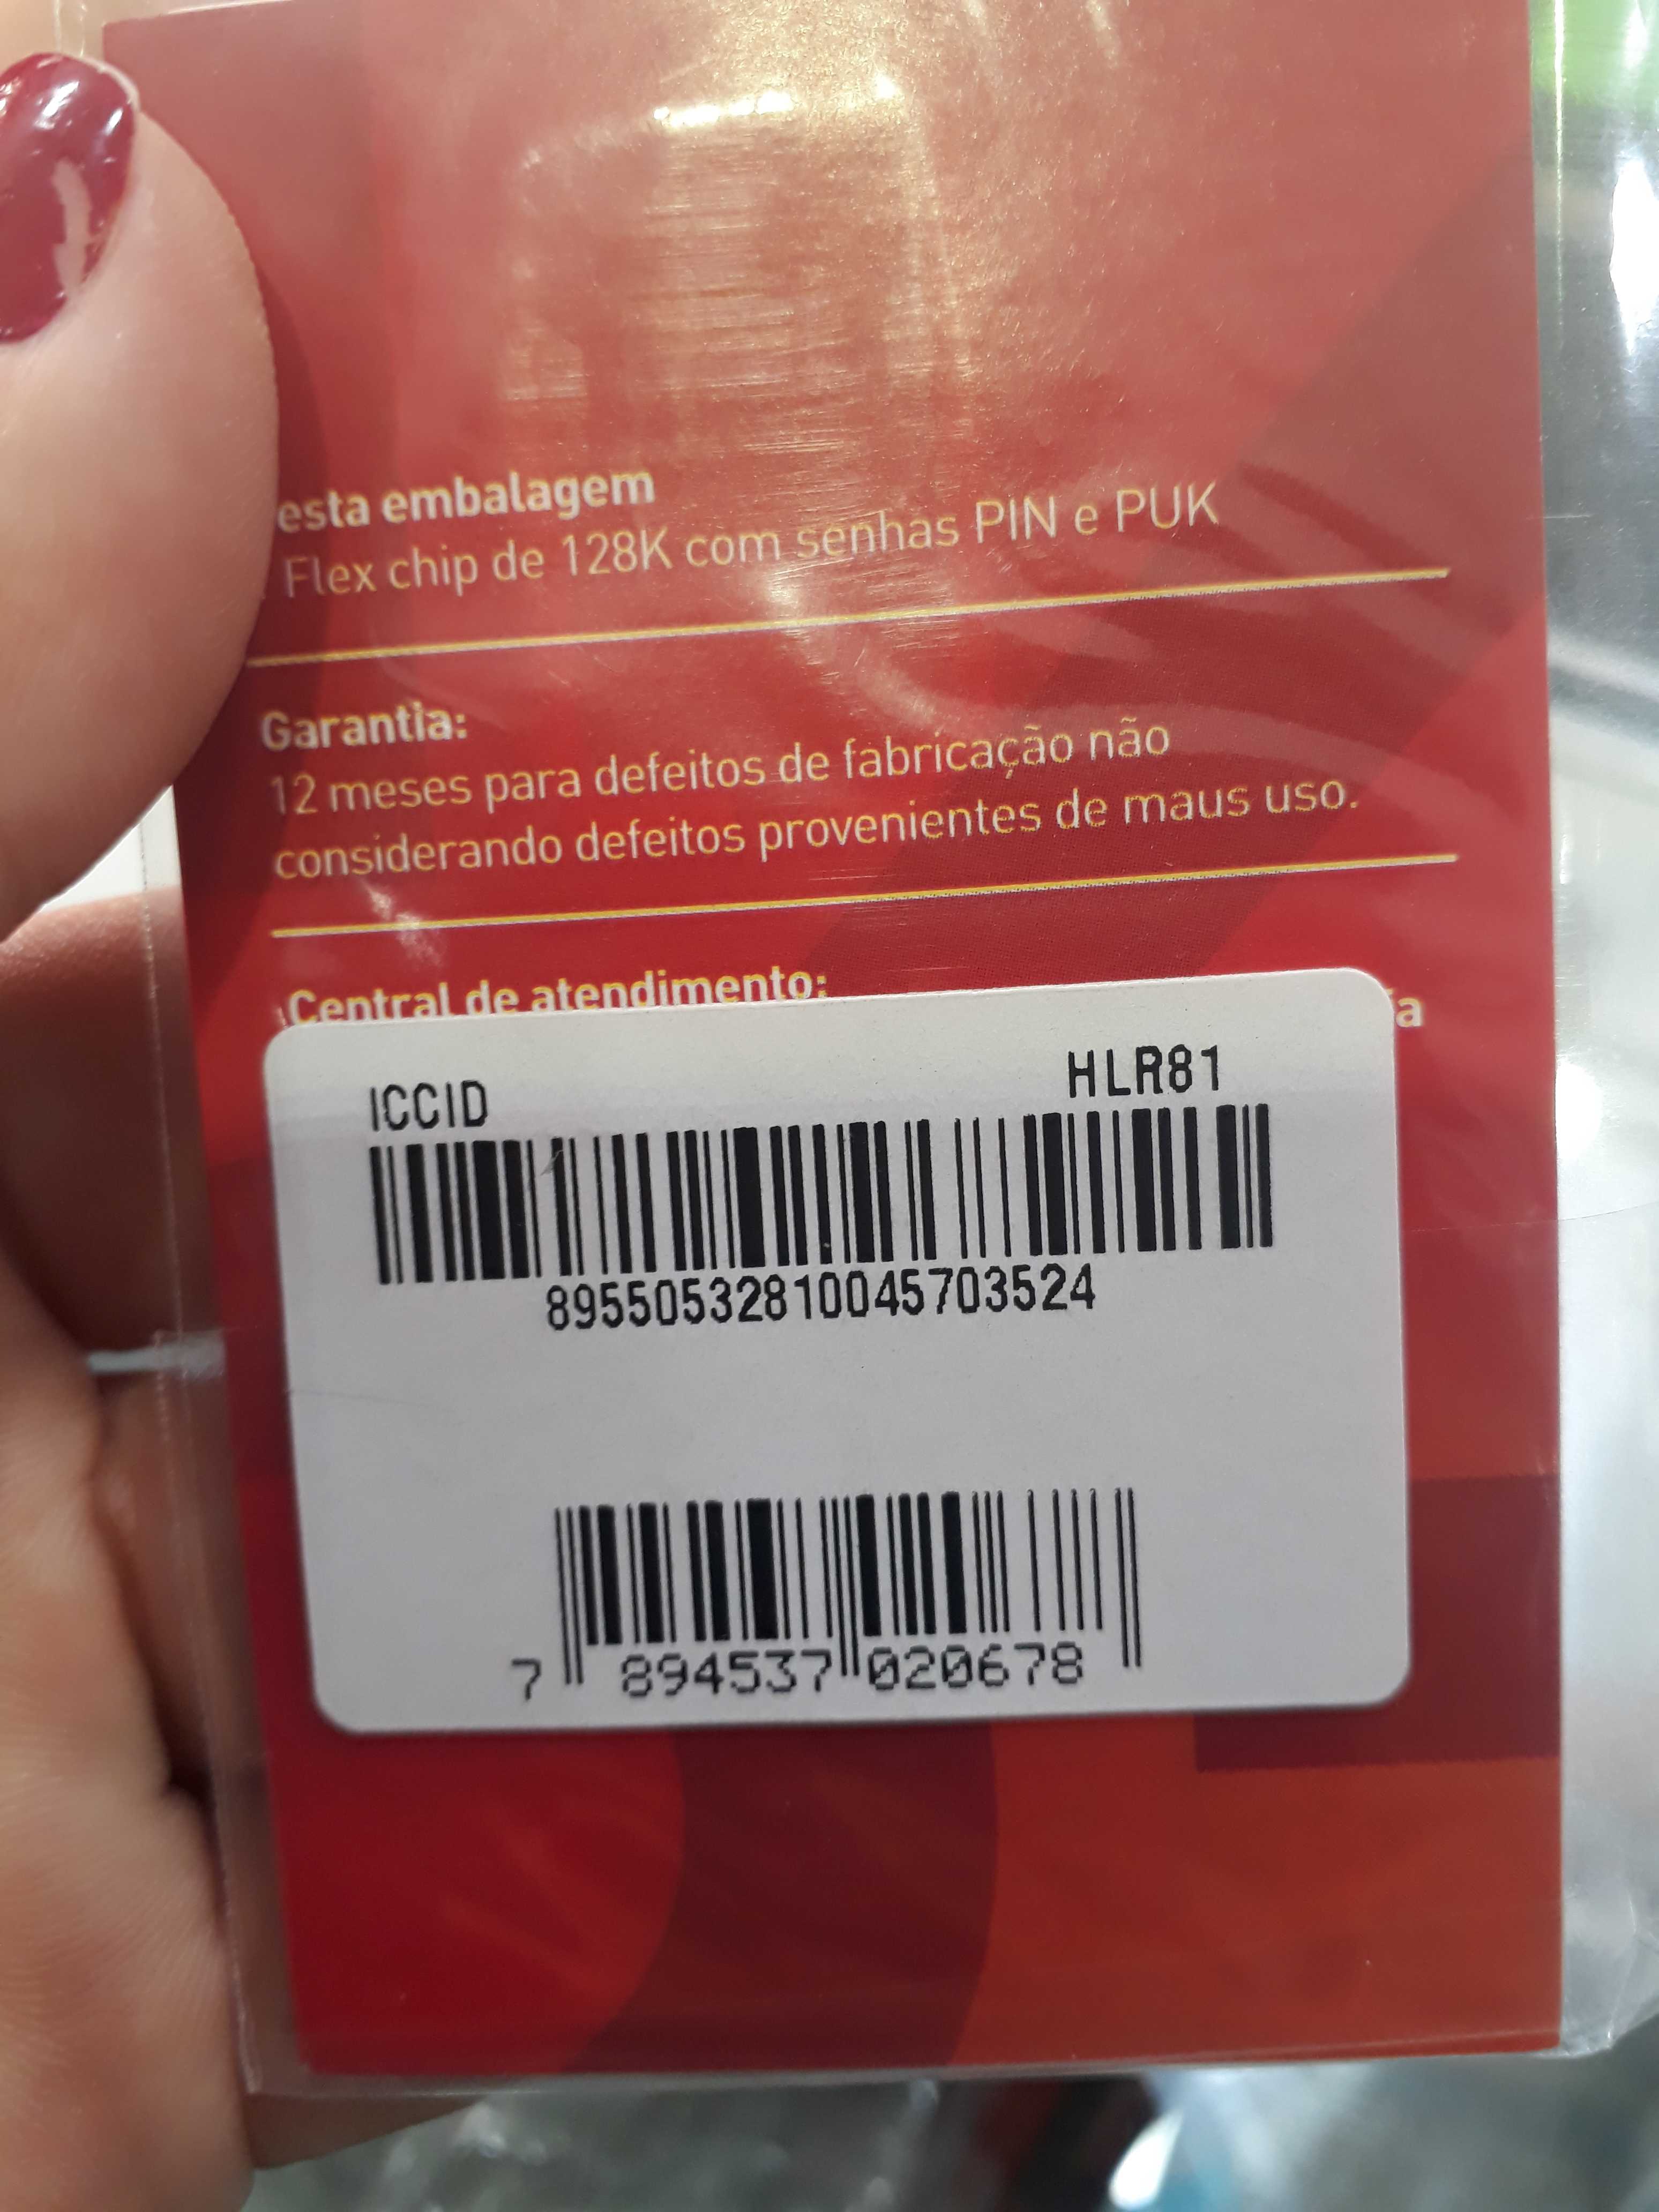 esta embalagem
Flex chip de 128K com senhas PIN e PUK
Garantia:
12 meses para defeitos de fabricação não
considerando defeitos provenientes de maus uso.
Central de atendimento:
ICCID HLR81
89550532810045703524
7 894537 020678